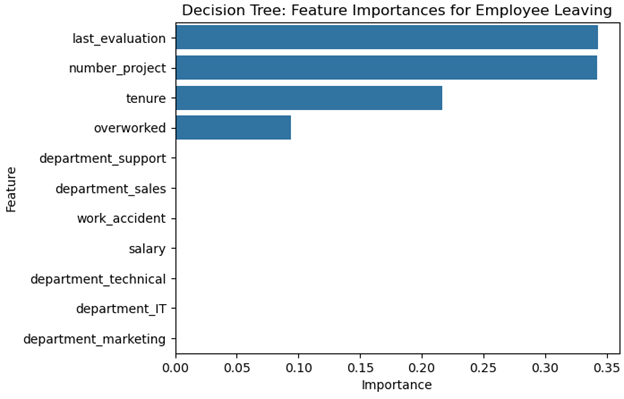 Decision Tree: Feature Importances for Employee Leaving
last_evaluation
number_project
tenure
overworked
department_support
department_sales
work_accident
salary
department_technical
department_IT
department_marketing
Feature
0.00 0.05 0.10 0.15 0.20 0.25 0.30 0.35
Importance